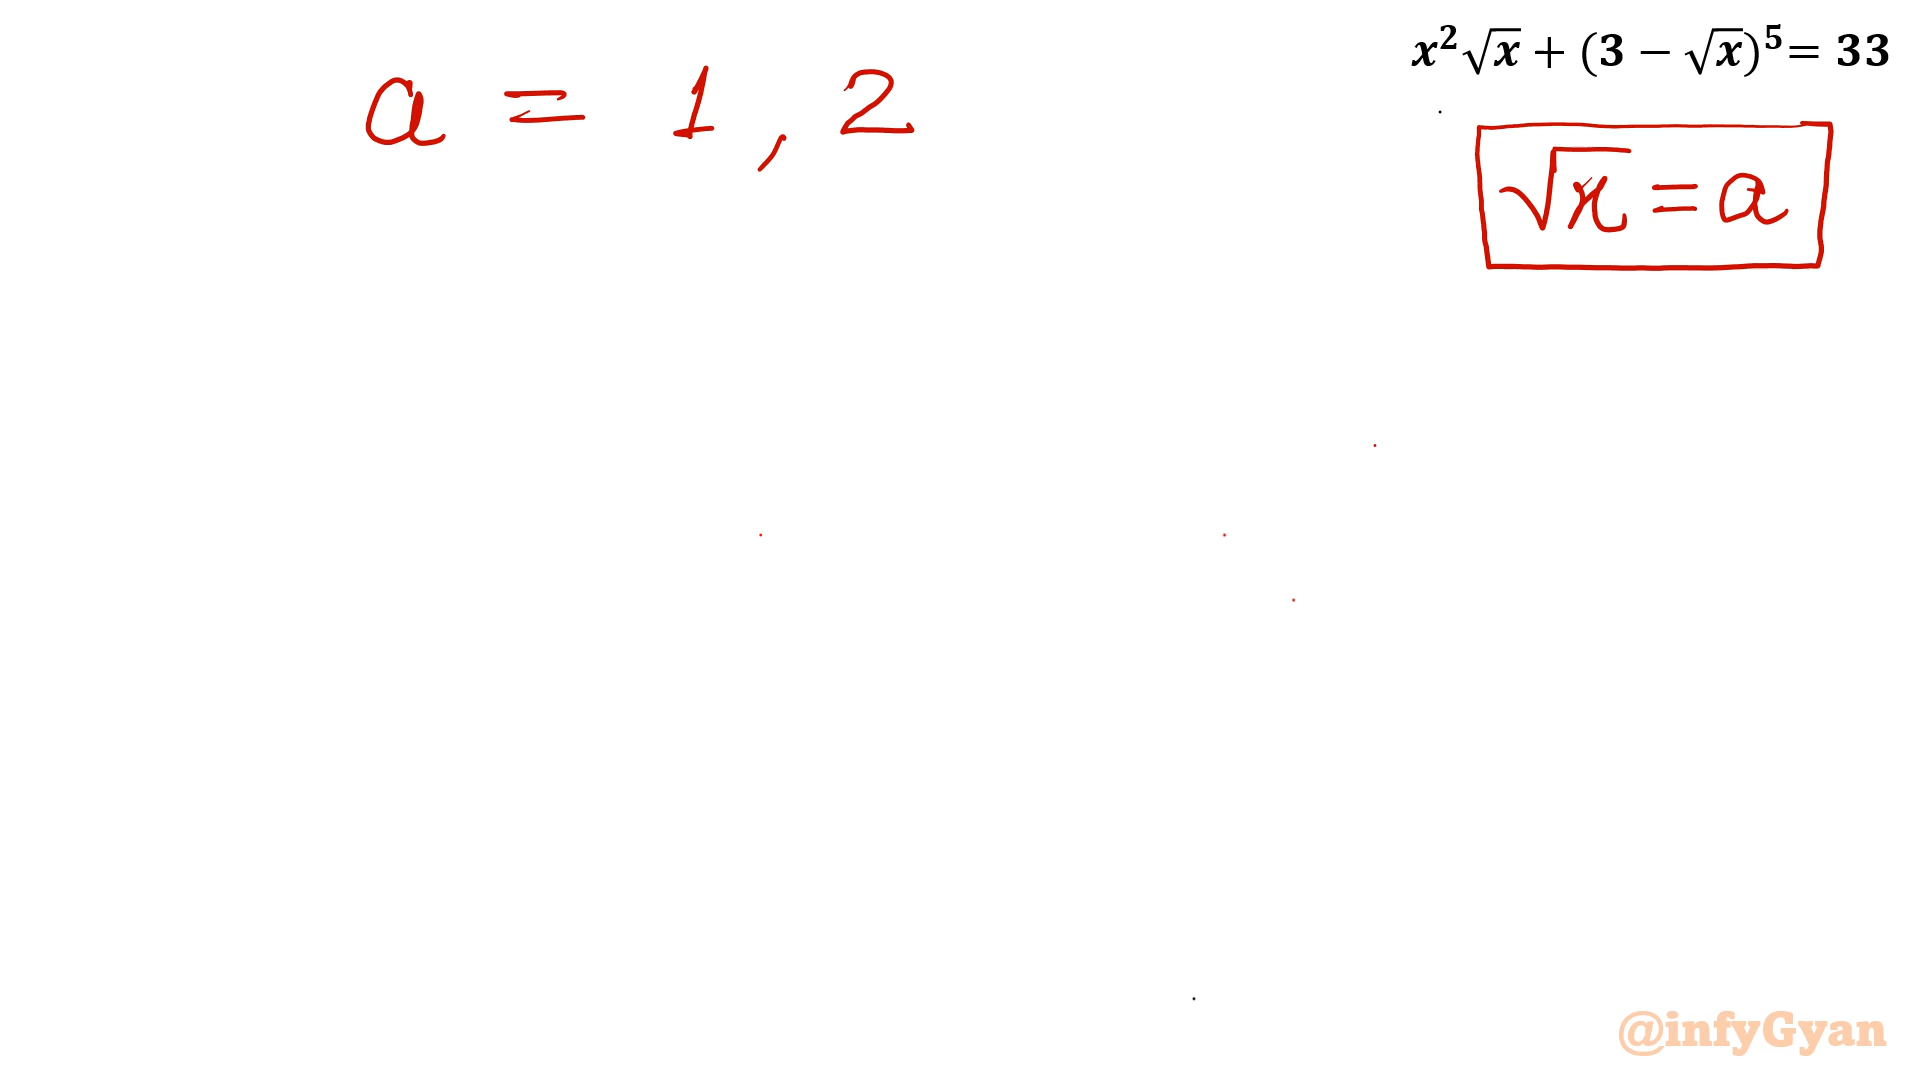 x²√x + (3 − √x)⁵= 33
a = 1 , 2
√x = a
@infyGyan